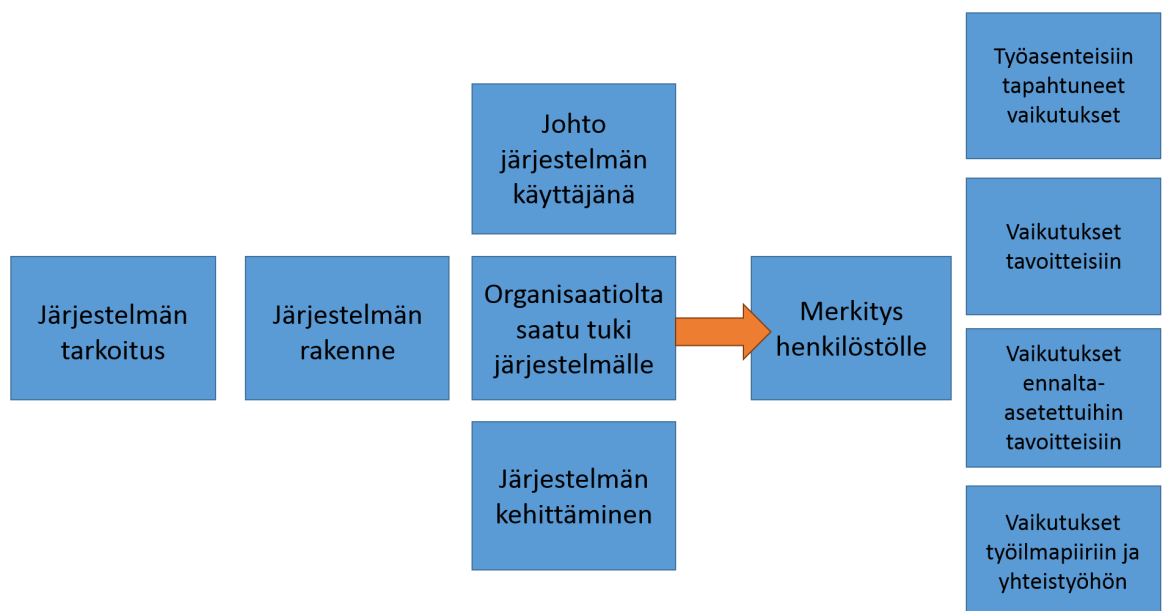 Järjestelmän
tarkoitus
Järjestelmän
rakenne
Johto
järjestelmän
käyttäjänä
Organisaatiolta
saatu tuki
järjestelmälle
Järjestelmän
kehittäminen
Merkitys
henkilöstölle
Työasenteisiin
tapahtuneet
vaikutukset
Vaikutukset
tavoitteisiin
Vaikutukset
ennalta-
asetettuihin
tavoitteisiin
Vaikutukset
työilmapiiriin ja
yhteistyöhön